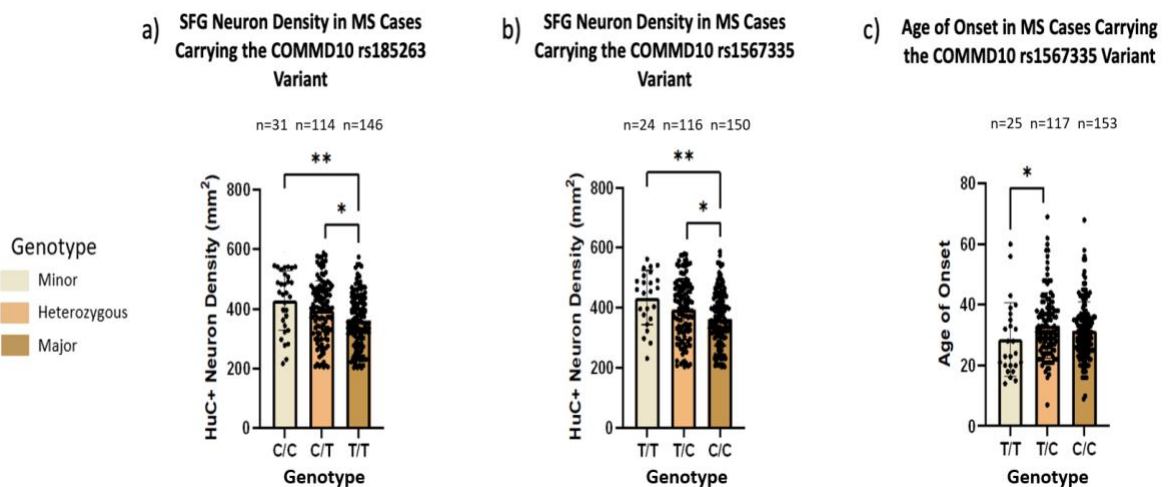 a)
SFG Neuron Density in MS Cases
Carrying the COMMD10 rs185263
Variant
n=31 n=114 n=146
**
*
HuC+ Neuron Density (mm²)
800
600
400
200
0
C/C C/T T/T
Genotype
b)
SFG Neuron Density in MS Cases
Carrying the COMMD10 rs1567335
Variant
n=24 n=116 n=150
**
*
HuC+ Neuron Density (mm²)
800
600
400
200
0
T/T T/C C/C
Genotype
c)
Age of Onset in MS Cases Carrying
the COMMD10 rs1567335 Variant
n=25 n=117 n=153
*
Age of Onset
80
60
40
20
0
T/T T/C C/C
Genotype
Genotype
Minor
Heterozygous
Major